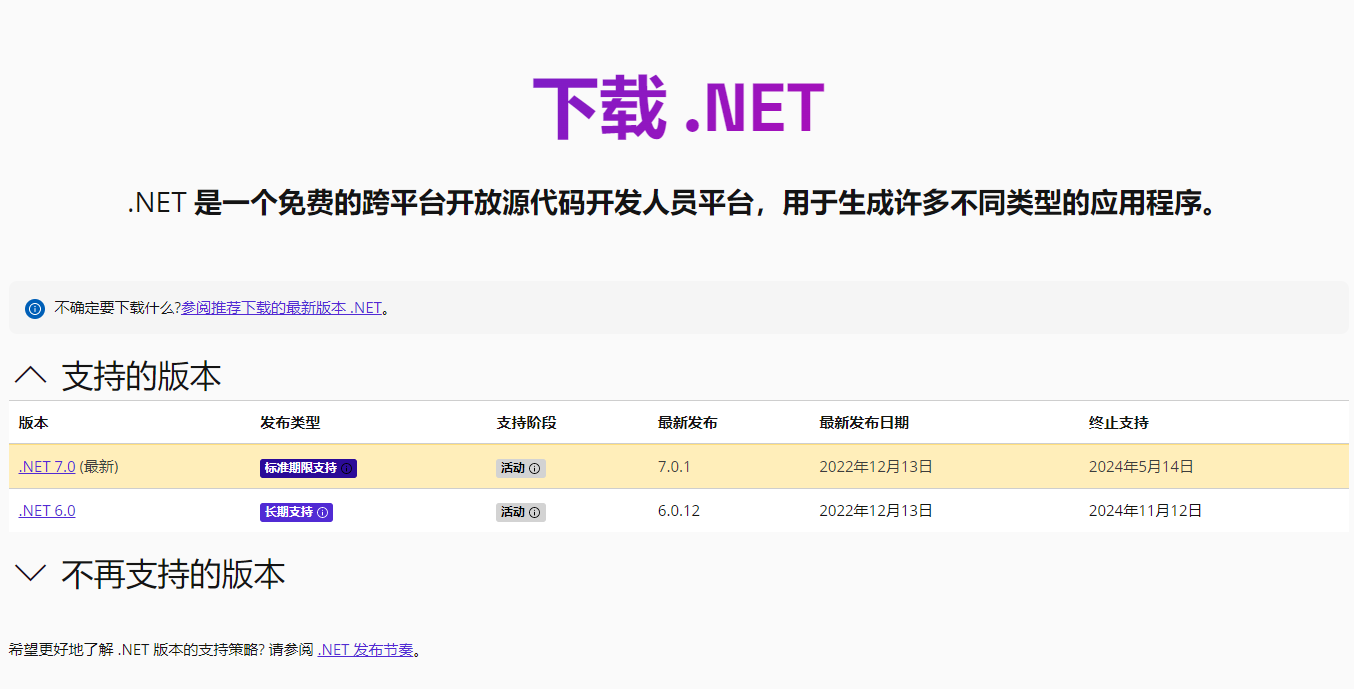 下载 .NET
.NET 是一个免费的跨平台开放源代码开发人员平台，用于生成许多不同类型的应用程序。
不确定要下载什么?参阅推荐下载的最新版本 .NET。
支持的版本
版本 发布类型 支持阶段 最新发布 最新发布日期 终止支持
.NET 7.0 (最新) 标准期限支持 活动 7.0.1 2022年12月13日 2024年5月14日
.NET 6.0 长期支持 活动 6.0.12 2022年12月13日 2024年11月12日
不再支持的版本
希望更好地了解 .NET 版本的支持策略? 请参阅 .NET 发布节奏。